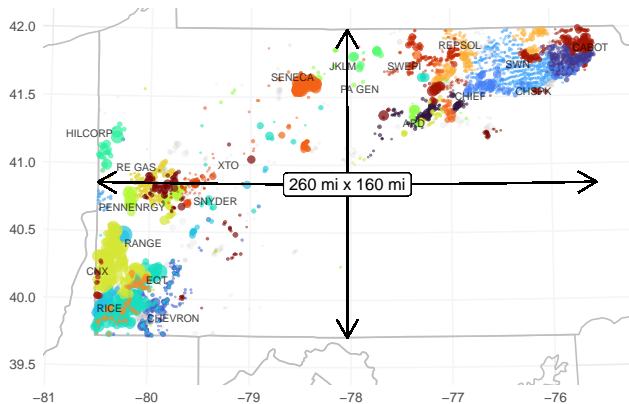 42.0
REPSOL
CABOT
JKLM
SWEPI
SWN
SENECA
PA GEN
CHIEF
CHSPK
41.5
ARD
HILCORP
41.0
RE GAS
XTO
260 mi x 160 mi
PENNENRGY
SNYDER
40.5
RANGE
CNX
EQT
40.0
RICE
CHEVRON
39.5
−81
−80
−79
−78
−77
−76